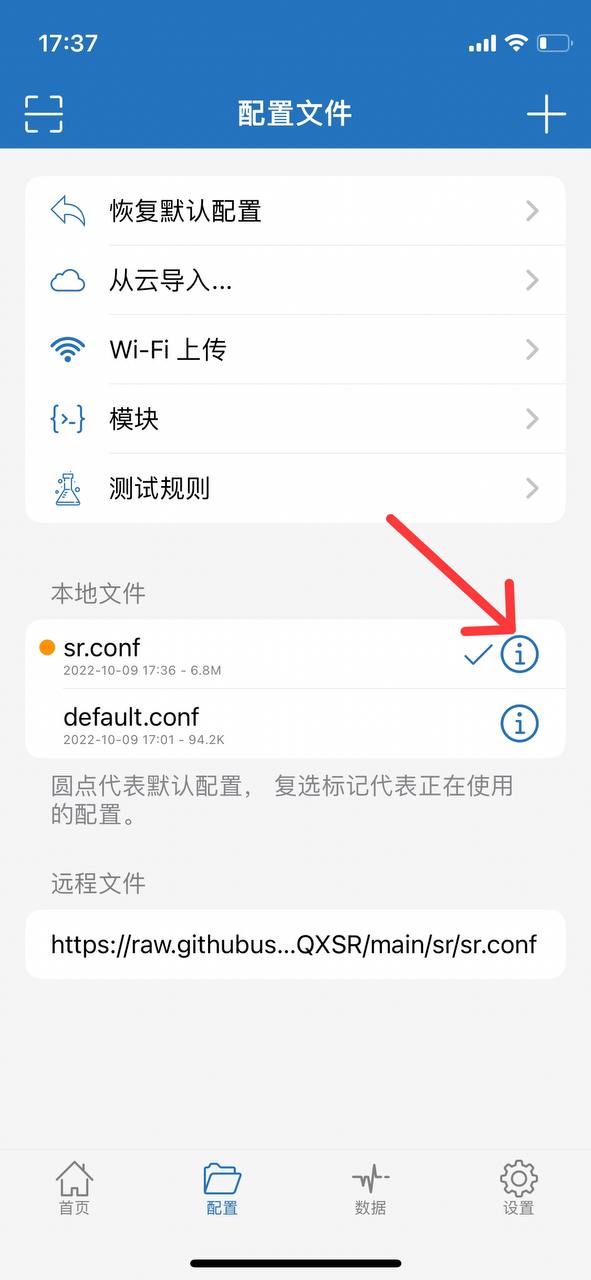 17:37
配置文件
恢复默认配置
从云导入...
Wi-Fi 上传
模块
测试规则
本地文件
sr.conf
2022-10-09 17:36 - 6.8M
default.conf
2022-10-09 17:01 - 94.2K
圆点代表默认配置， 复选标记代表正在使用
的配置。
远程文件
https://raw.githubus...QXSR/main/sr/sr.conf
首页
配置
数据
设置